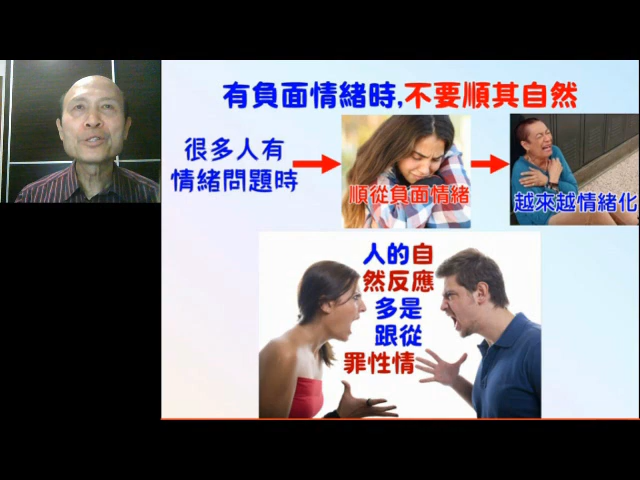 有負面情緒時,不要順其自然
很多人有
情緒問題時
順從負面情緒
越來越情緒化
人的自
然反應
多是
跟從
罪性情